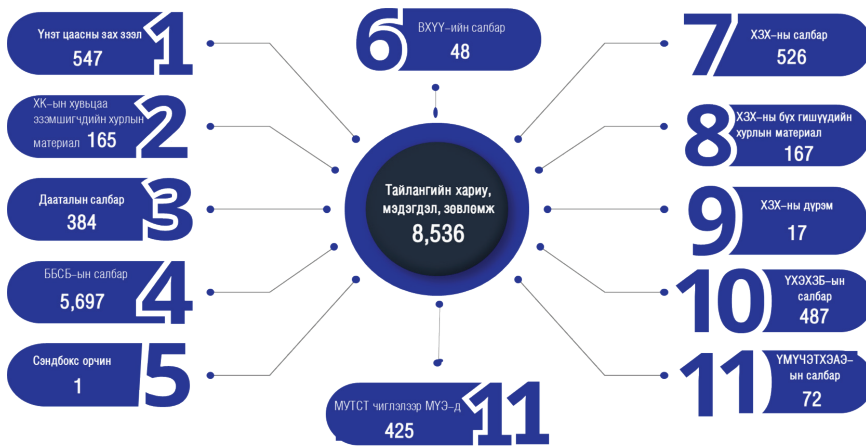 Үнэт цаасны зах зээл
547
1
ХК-ын хувьцаа
эзэмшигчдийн хурлын
материал 165
2
Дааталын салбар
384
3
ББСБ-ын салбар
5,697
4
Сэндбокс орчин
1
5
6
ВХҮҮ-ийн салбар
48
Тайлангийн хариу,
мэдэгдэл, зөвлөмж
8,536
МУТСТ чиглэлээр МҮЭ-д
425
11
7
ХЗХ-ны салбар
526
8
ХЗХ-ны бүх гишүүдийн
хурлын материал
167
9
ХЗХ-ны дүрэм
17
10
ҮХЭХЗБ-ын
салбар
487
11
ҮМҮЧЭТХЭАЭ-
ын салбар
72